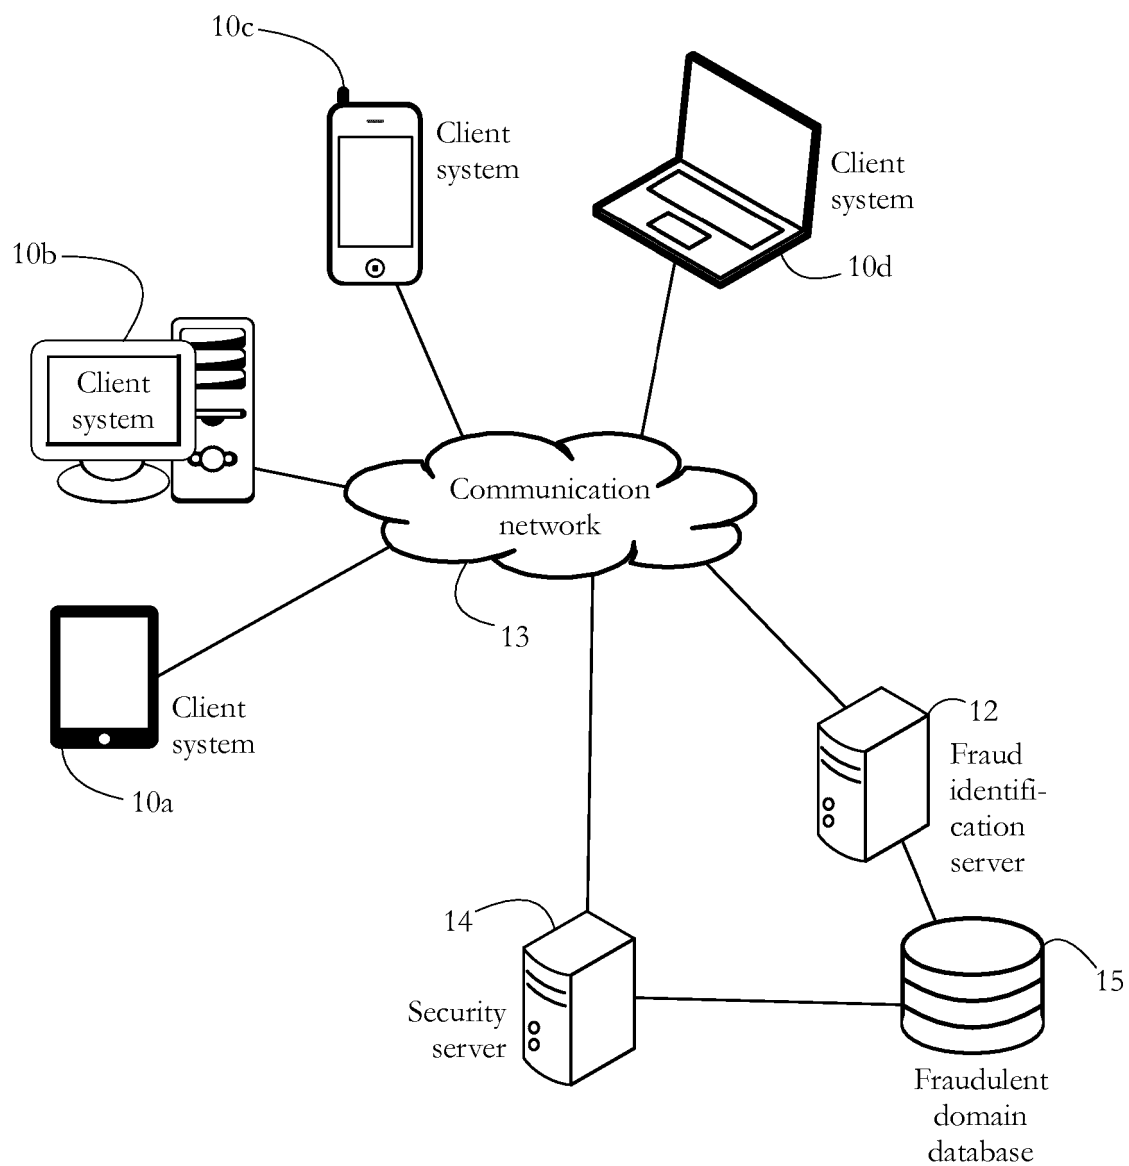 10c
Client
system
Client
system
10d
10b
Client
system
Communication
network
13
Client
system
10a
12
Fraud
identifi-
cation
server
14
Security
server
15
Fraudulent
domain
database